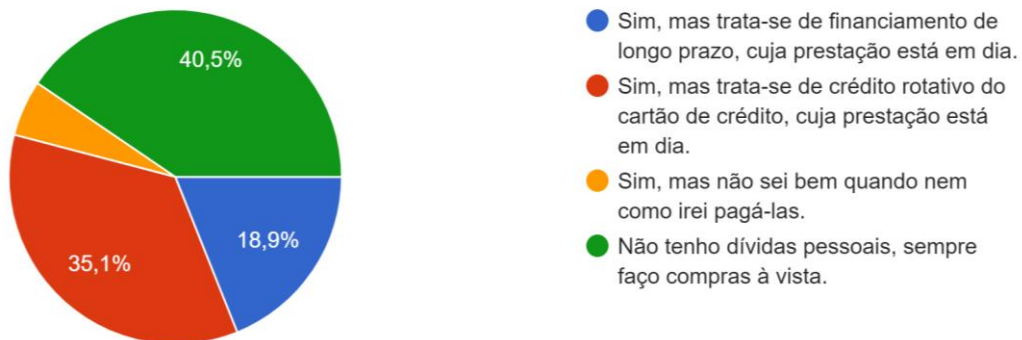 40,5%
18,9%
35,1%
Sim, mas trata-se de financiamento de
longo prazo, cuja prestação está em dia.
Sim, mas trata-se de crédito rotativo do
cartão de crédito, cuja prestação está
em dia.
Sim, mas não sei bem quando nem
como irei pagá-las.
Não tenho dívidas pessoais, sempre
faço compras à vista.